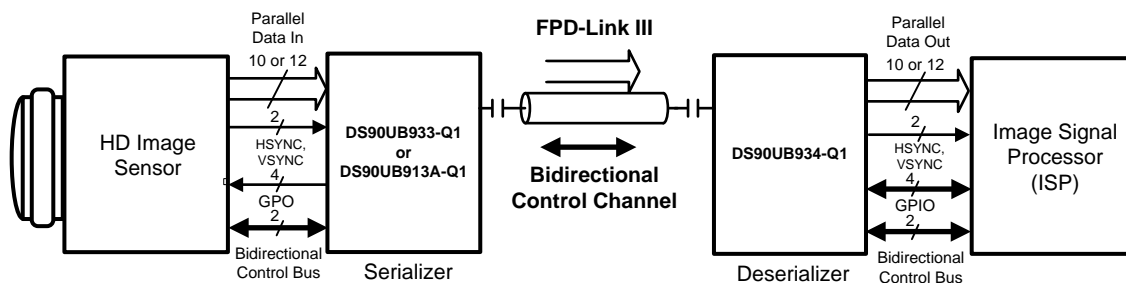 Parallel
Data In
10 or 12
HD Image
Sensor
2
HSYNC,
VSYNC
4
GPO
2
Bidirectional
Control Bus
DS90UB933-Q1
or
DS90UB913A-Q1
Serializer
FPD-Link III
Bidirectional
Control Channel
DS90UB934-Q1
Deserializer
Parallel
Data Out
10 or 12
2
HSYNC,
VSYNC
4
GPIO
2
Bidirectional
Control Bus
Image Signal
Processor
(ISP)